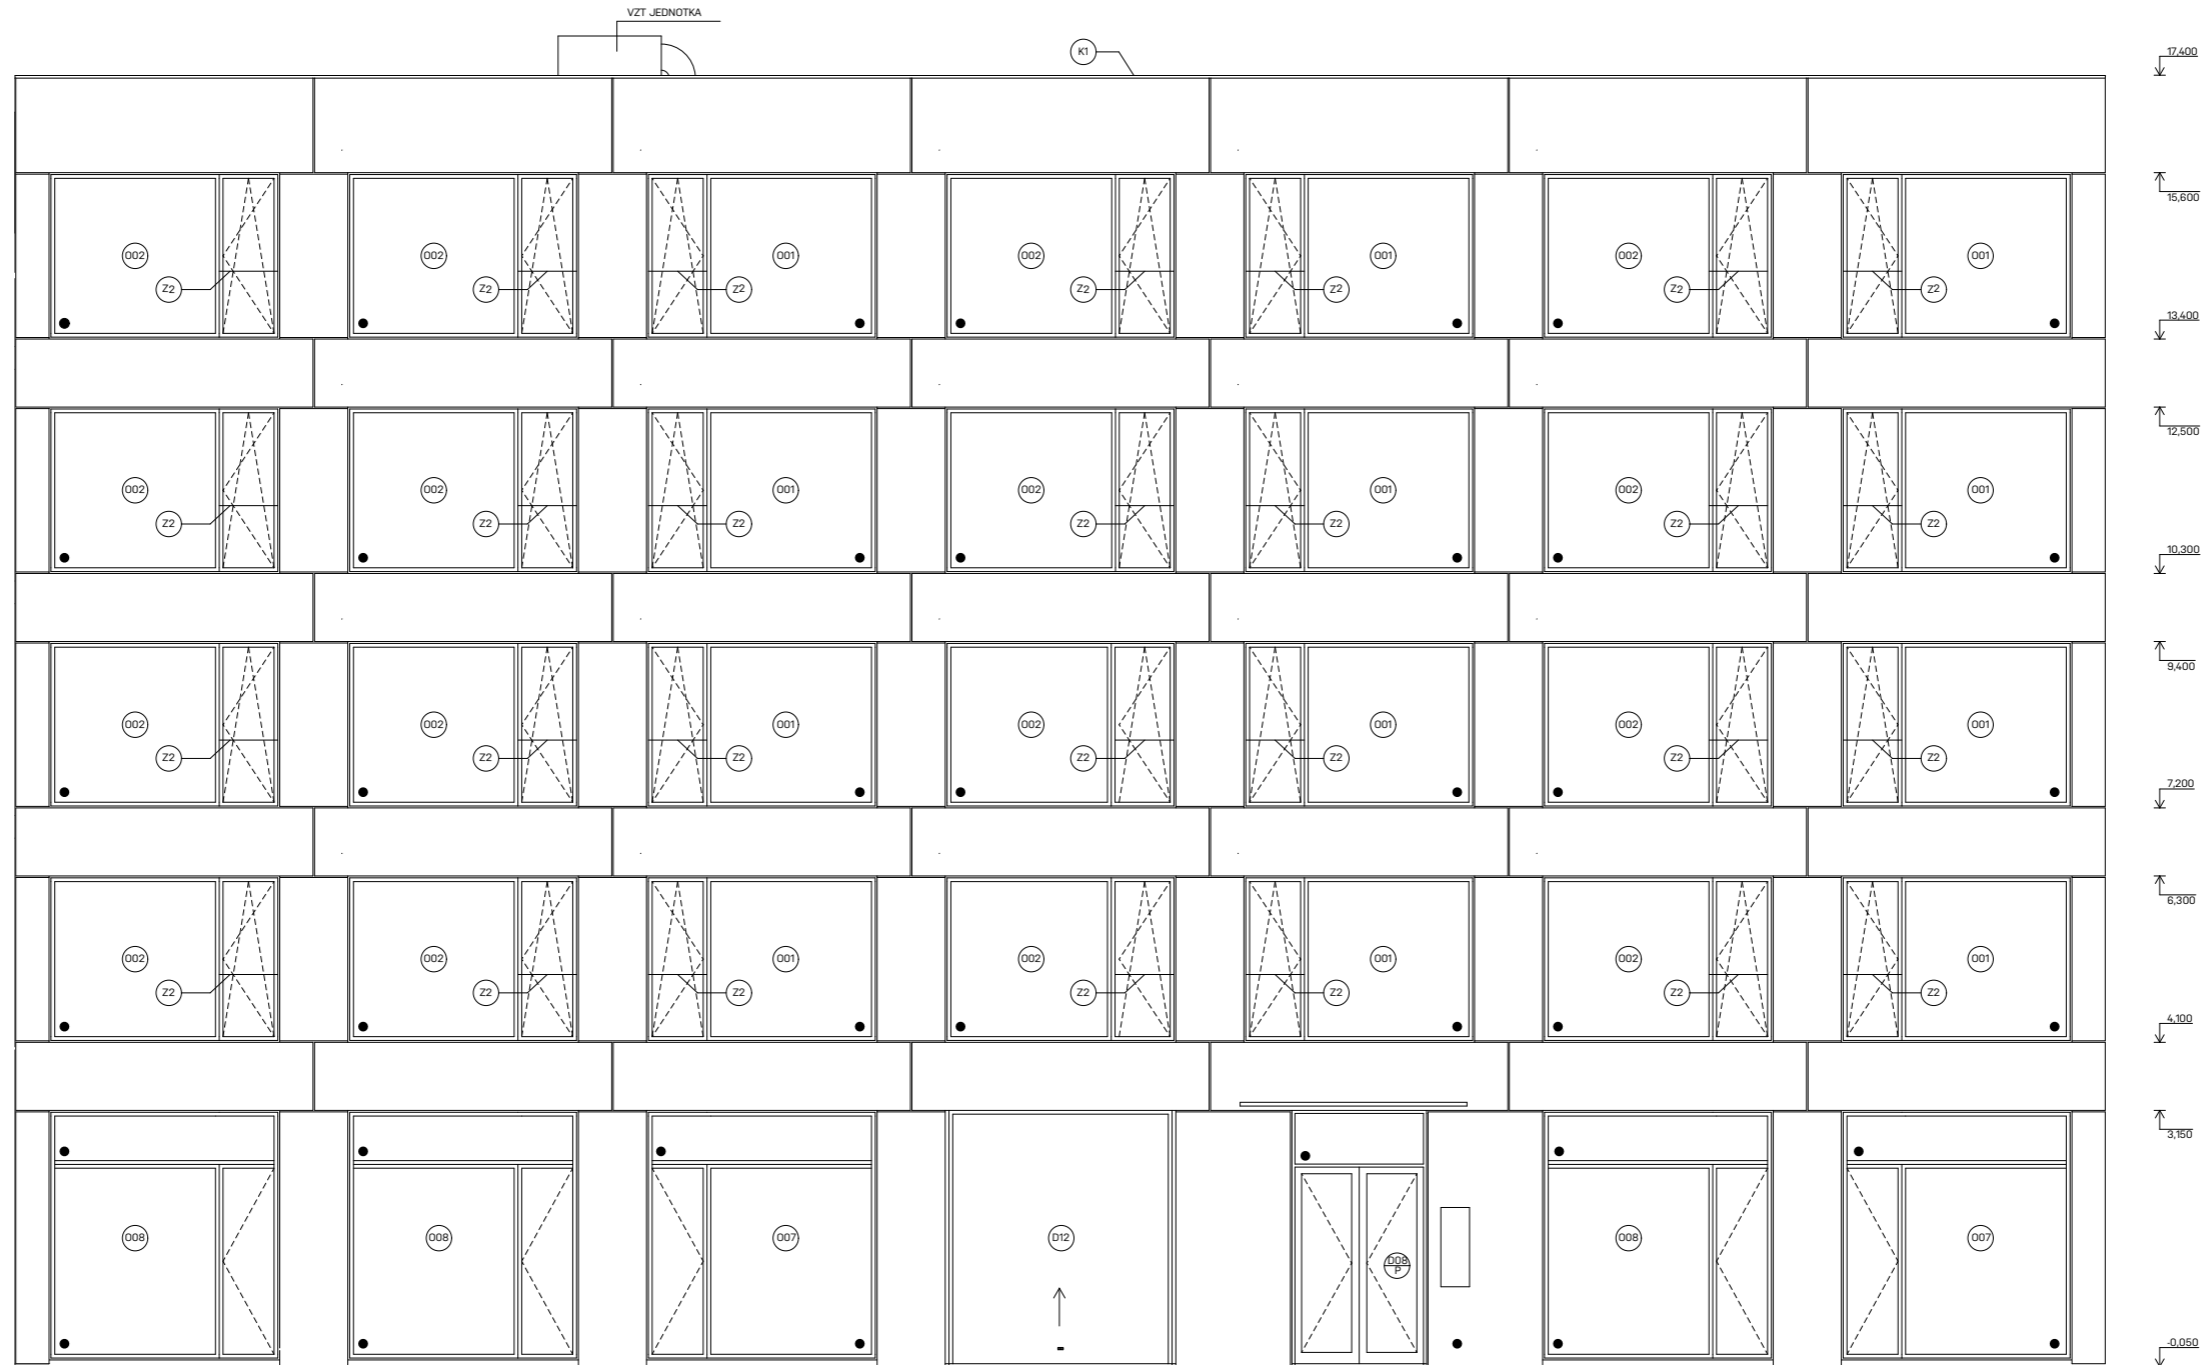 VZT JEDNOTKA
K1
17,400
15,600
002 002 001 002 001 002 001
Z2 Z2 Z2 Z2 Z2 Z2 Z2
13,400
12,500
002 002 001 002 001 002 001
Z2 Z2 Z2 Z2 Z2 Z2 Z2
10,300
9,400
002 002 001 002 001 002 001
Z2 Z2 Z2 Z2 Z2 Z2 Z2
7,200
6,300
002 002 001 002 001 002 001
Z2 Z2 Z2 Z2 Z2 Z2 Z2
4,100
3,150
008 008 007 D12 008 007
D08
P
-0,050